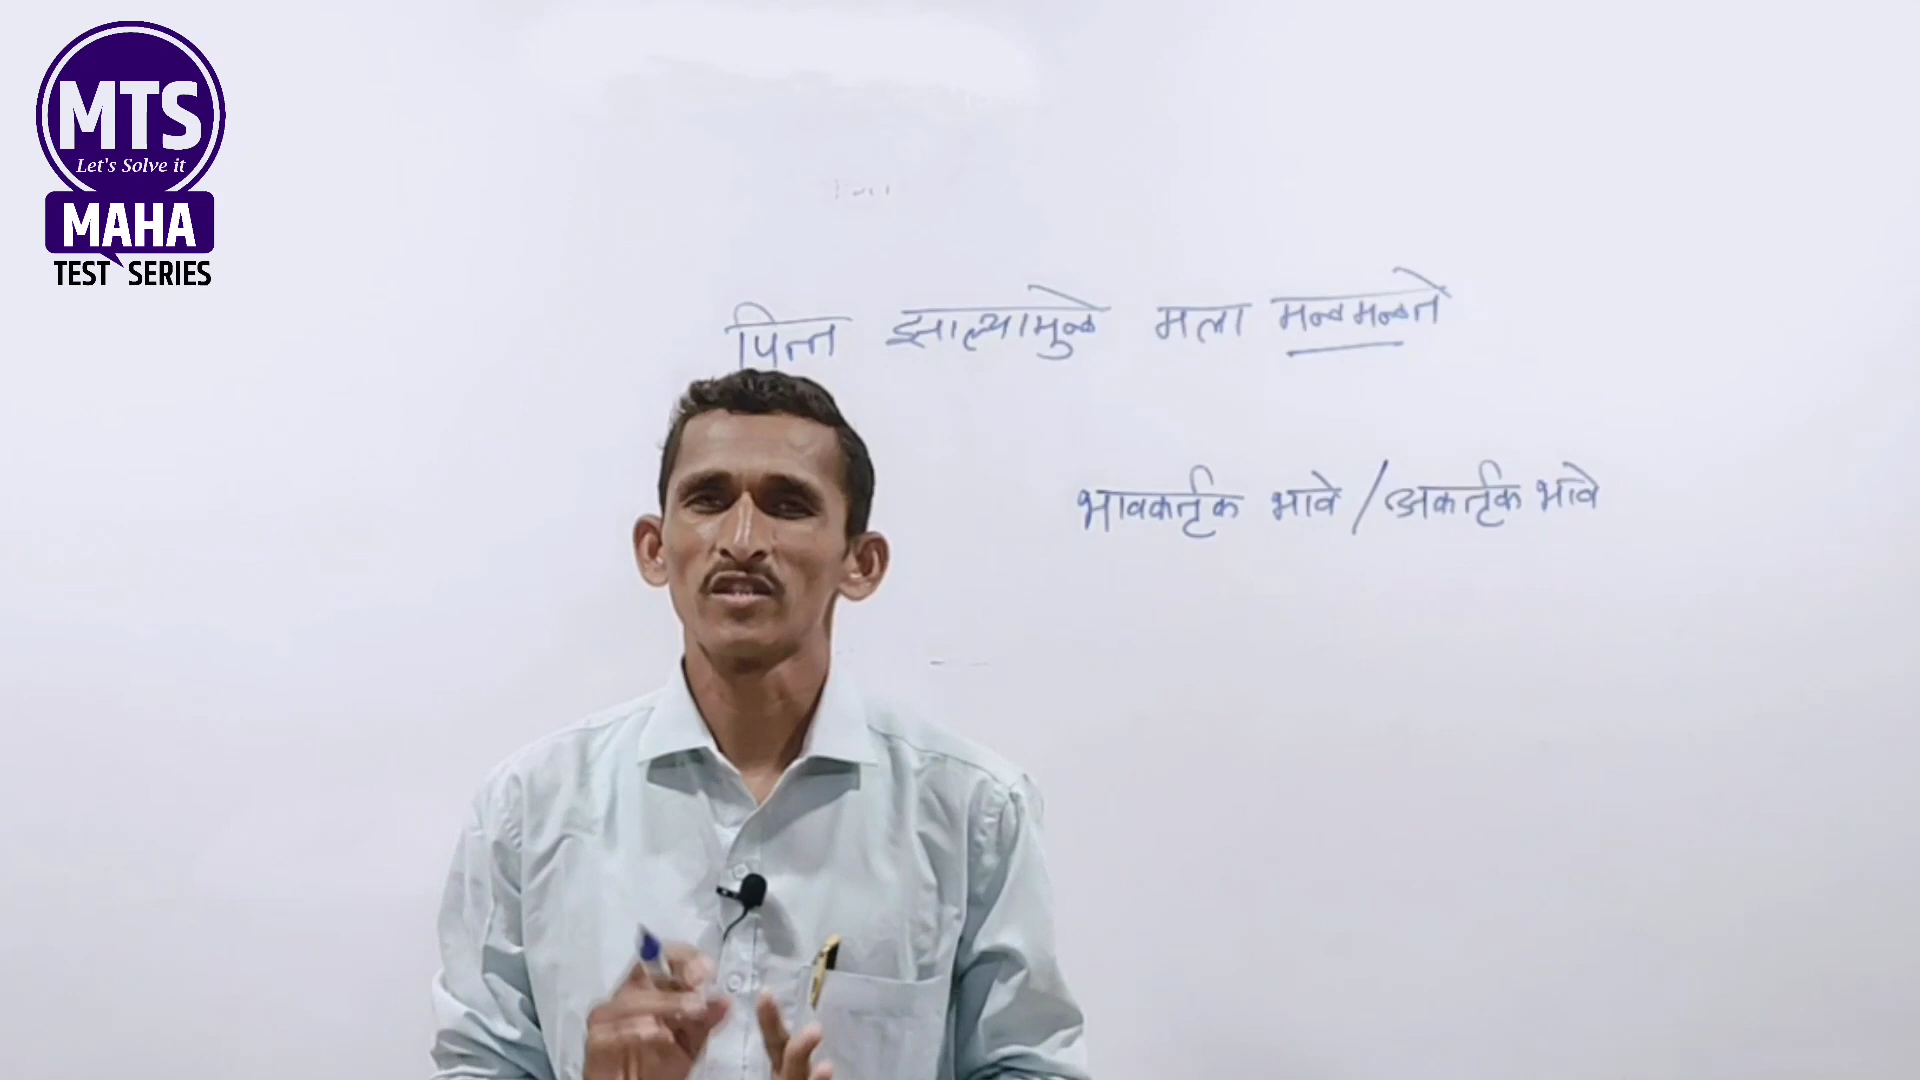 MTS
Let's Solve it
MAHA
TEST SERIES
पित्त झाल्यामुळे मला मळमळते
भावकर्तृक भावे / अकर्तृक भावे